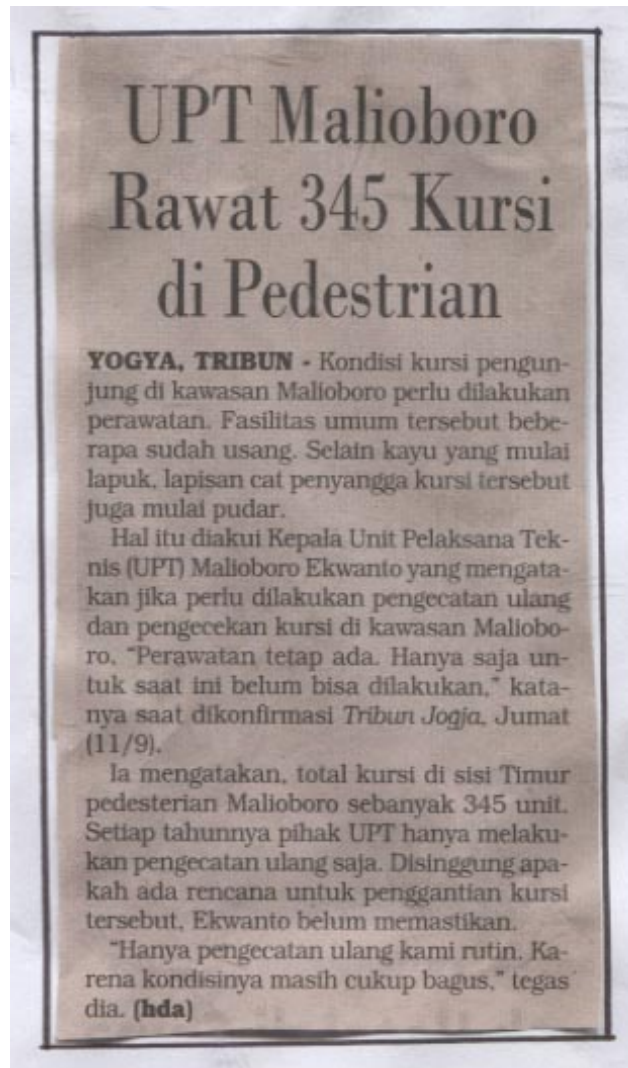 UPT Malioboro
Rawat 345 Kursi
di Pedestrian
YOGYA, TRIBUN - Kondisi kursi pengun-
jung di kawasan Malioboro perlu dilakukan
perawatan. Fasilitas umum tersebut bebe-
rapa sudah usang. Selain kayu yang mulai
lapuk, lapisan cat penyangga kursi tersebut
juga mulai pudar.
Hal itu diakui Kepala Unit Pelaksana Tek-
nis (UPT) Malioboro Ekwanto yang mengata-
kan jika perlu dilakukan pengecatan ulang
dan pengecekan kursi di kawasan Maliobo-
ro. "Perawatan tetap ada. Hanya saja un-
tuk saat ini belum bisa dilakukan," kata-
nya saat dikonfirmasi Tribun Jogja, Jumat
(11/9).
Ia mengatakan, total kursi di sisi Timur
pedesterian Malioboro sebanyak 345 unit.
Setiap tahunnya pihak UPT hanya melaku-
kan pengecatan ulang saja. Disinggung apa-
kah ada rencana untuk penggantian kursi
tersebut, Ekwanto belum memastikan.
"Hanya pengecatan ulang kami rutin. Ka-
rena kondisinya masih cukup bagus," tegas
dia. (hda)